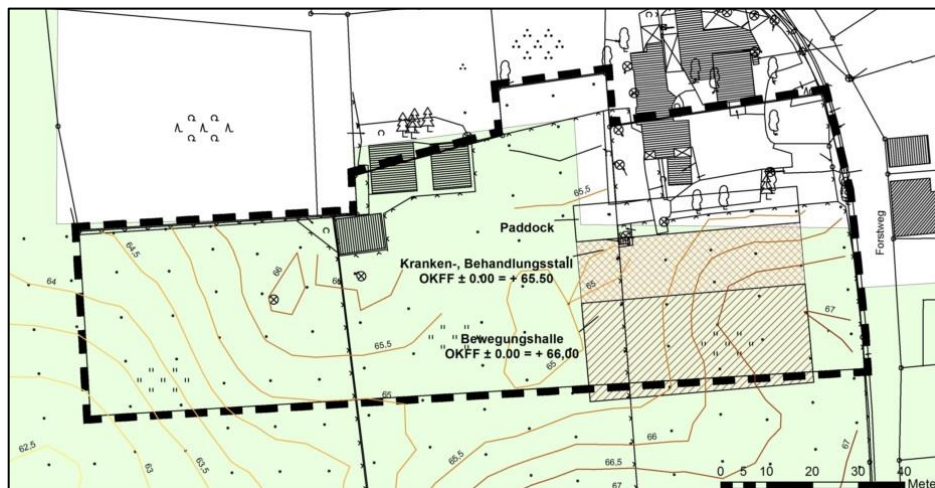 64,5
64
66
65,5
65,5
Paddock
Kranken-, Behandlungsstall
OKFF ± 0.00 = + 65.50
65
67
Forstweg
Bewegungshalle
OKFF ± 0.00 = + 66,00
65
65
62,5
63
63,5
65,5
66
66,5
67
67
0 5 10 20 30 40
Mete